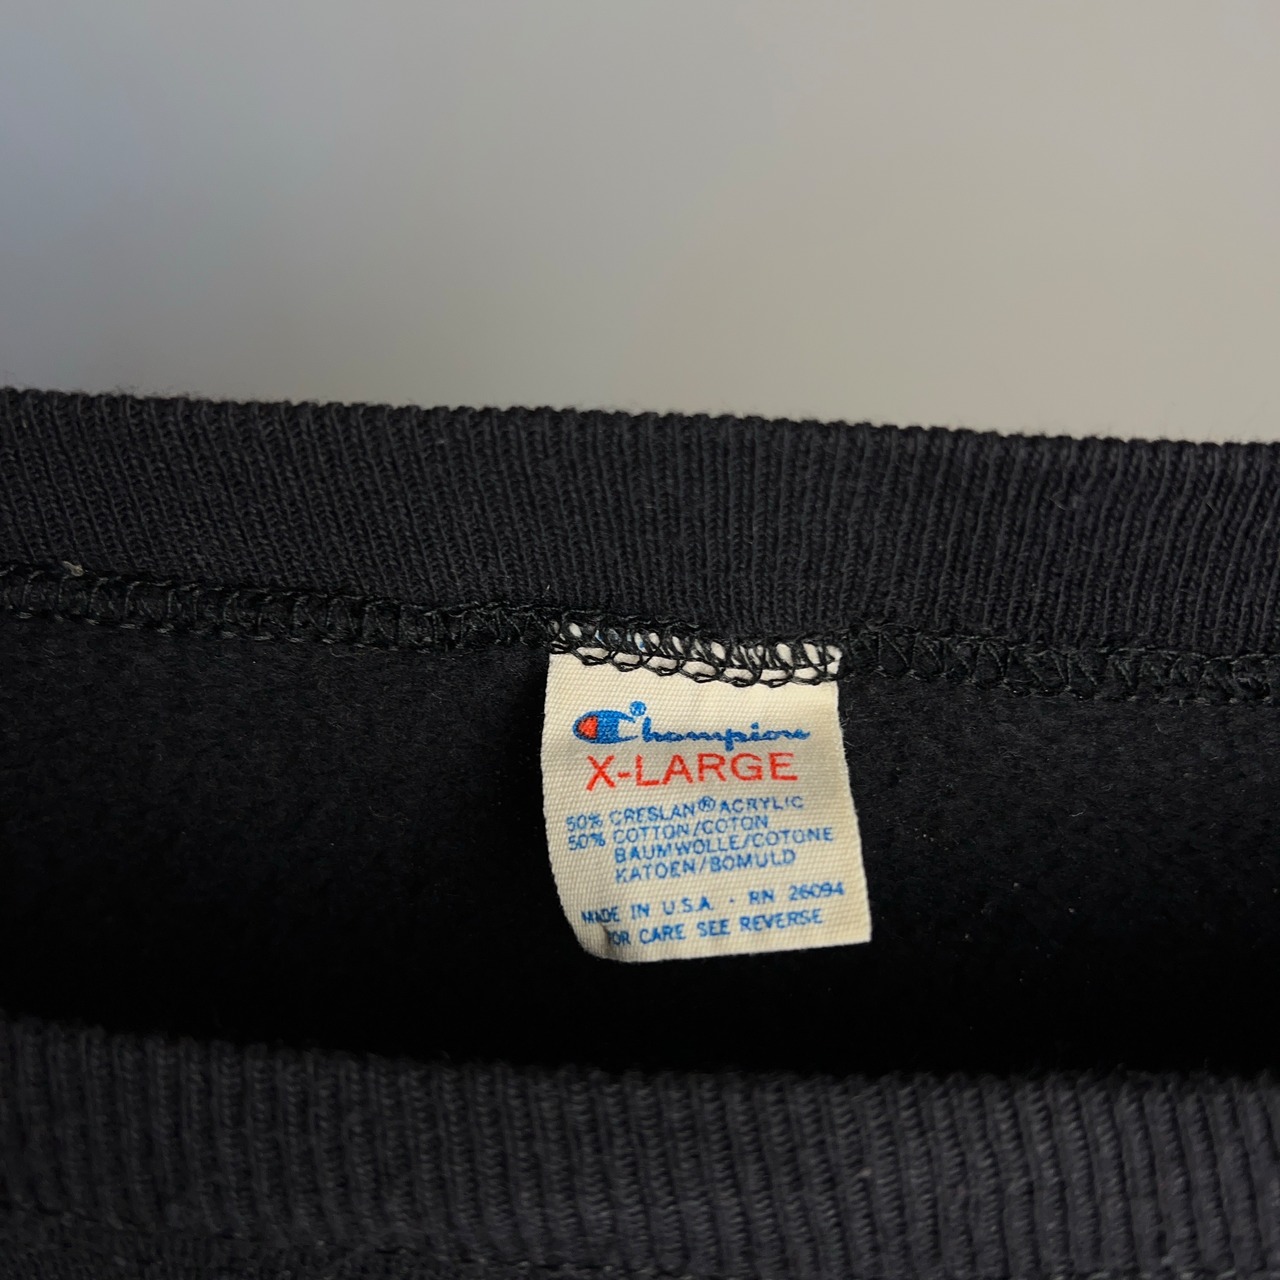 Champion®
X-LARGE
50% CRESLAN® ACRYLIC
50% COTTON/COTON
BAUMWOLLE/COTONE
KATOEN/BOMULD
MADE IN U.S.A. · RN 26094
FOR CARE SEE REVERSE